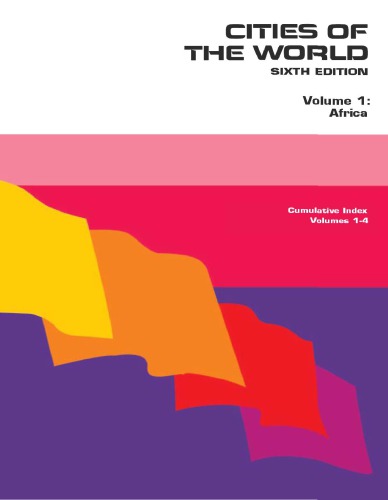 CITIES OF
THE WORLD
SIXTH EDITION
Volume 1:
Africa
Cumulative Index
Volumes 1-4